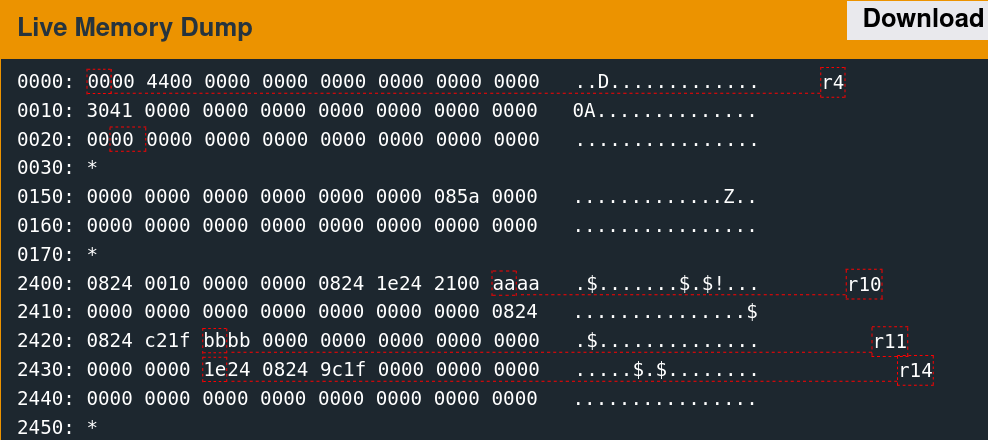 Live Memory Dump
Download
0000: 0000 4400 0000 0000 0000 0000 0000 0000 ..D............. r4
0010: 3041 0000 0000 0000 0000 0000 0000 0000 0A..............
0020: 0000 0000 0000 0000 0000 0000 0000 0000 ................
0030: *
0150: 0000 0000 0000 0000 0000 0000 085a 0000 .............Z..
0160: 0000 0000 0000 0000 0000 0000 0000 0000 ................
0170: *
2400: 0824 0010 0000 0000 0824 1e24 2100 aaaa .$.......$.$!... r10
2410: 0000 0000 0000 0000 0000 0000 0000 0824 ...............$
2420: 0824 c21f bbbb 0000 0000 0000 0000 0000 .$.............. r11
2430: 0000 0000 1e24 0824 9c1f 0000 0000 0000 .....$.$........ r14
2440: 0000 0000 0000 0000 0000 0000 0000 0000 ................
2450: *